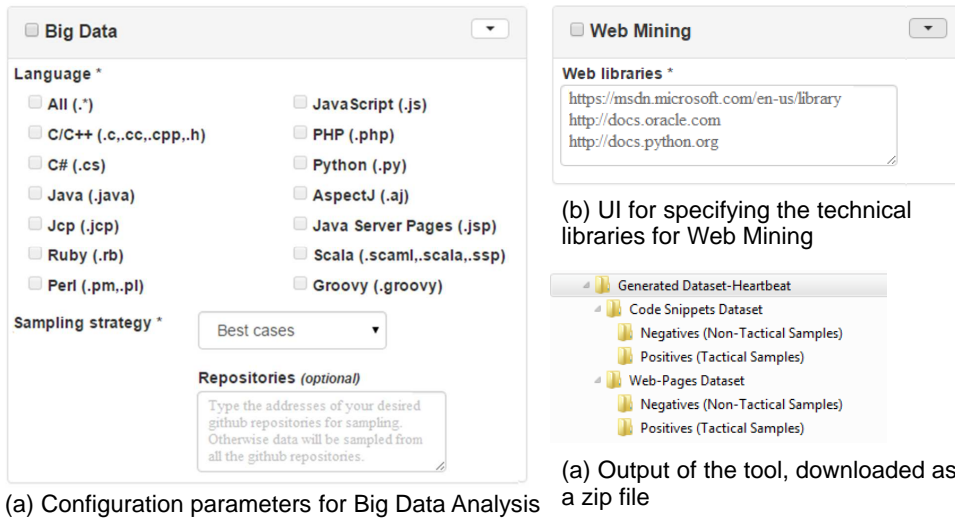 Big Data
Language *
All (.*)
C/C++ (.c,.cc,.cpp,.h)
C# (.cs)
Java (.java)
Jcp (.jcp)
Ruby (.rb)
Perl (.pm,.pl)
JavaScript (.js)
PHP (.php)
Python (.py)
AspectJ (.aj)
Java Server Pages (.jsp)
Scala (.scaml,.scala,.ssp)
Groovy (.groovy)
Sampling strategy *
Best cases
Repositories (optional)
Type the addresses of your desired
github repositories for sampling.
Otherwise data will be sampled from
all the github repositories.
(a) Configuration parameters for Big Data Analysis
Web Mining
Web libraries *
https://msdn.microsoft.com/en-us/library
http://docs.oracle.com
http://docs.python.org
(b) UI for specifying the technical
libraries for Web Mining
Generated Dataset-Heartbeat
Code Snippets Dataset
Negatives (Non-Tactical Samples)
Positives (Tactical Samples)
Web-Pages Dataset
Negatives (Non-Tactical Samples)
Positives (Tactical Samples)
(a) Output of the tool, downloaded as
a zip file